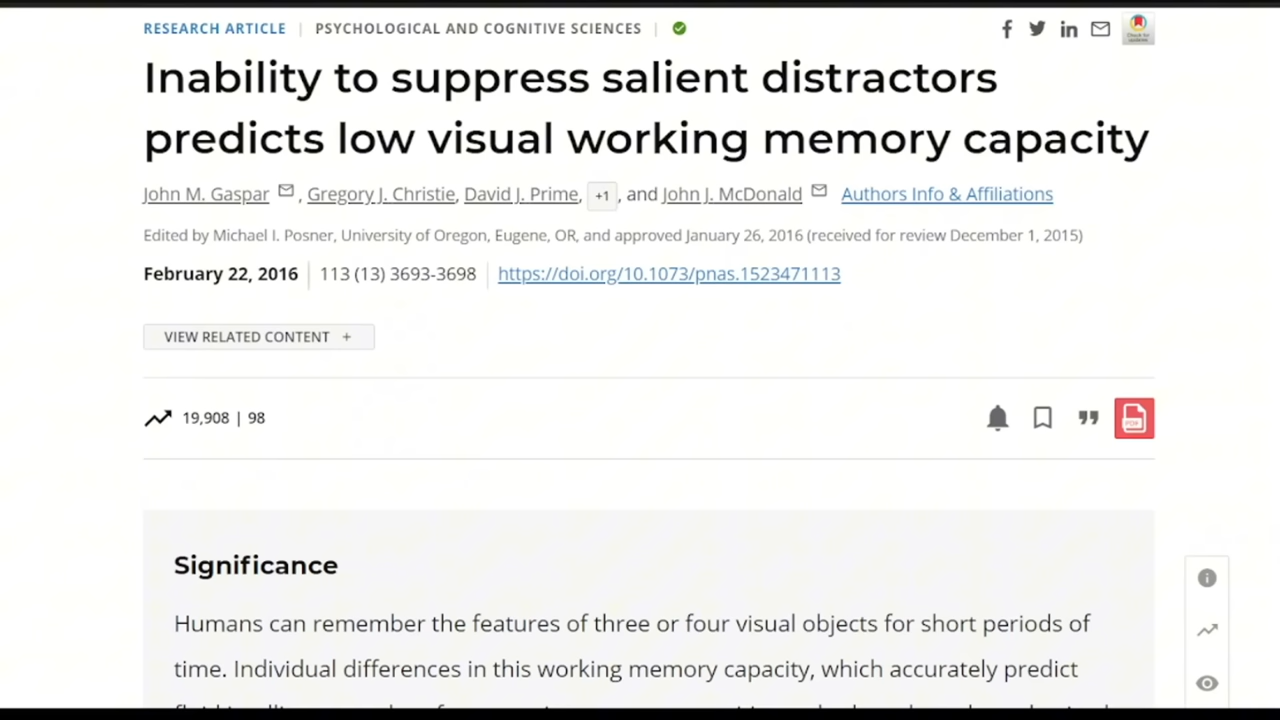 RESEARCH ARTICLE | PSYCHOLOGICAL AND COGNITIVE SCIENCES |
Inability to suppress salient distractors
predicts low visual working memory capacity
John M. Gaspar , Gregory J. Christie, David J. Prime, +1 , and John J. McDonald Authors Info & Affiliations
Edited by Michael I. Posner, University of Oregon, Eugene, OR, and approved January 26, 2016 (received for review December 1, 2015)
February 22, 2016 | 113 (13) 3693-3698 | https://doi.org/10.1073/pnas.1523471113
VIEW RELATED CONTENT +
19,908 | 98
Significance
Humans can remember the features of three or four visual objects for short periods of
time. Individual differences in this working memory capacity, which accurately predict